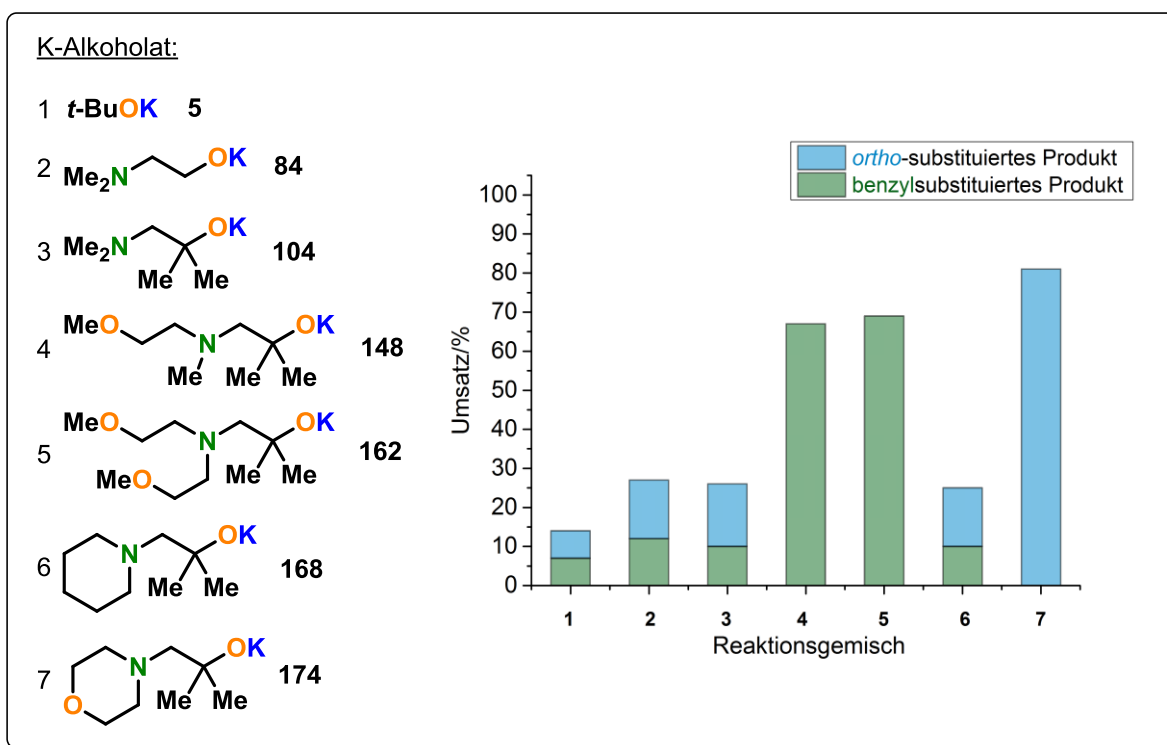 K-Alkoholat:
1 t-BuOK 5
2 Me₂N OK 84
3 Me₂N OK 104
Me Me
4 MeO N OK 148
Me Me Me
5 MeO N OK 162
MeO Me Me
6 N OK 168
Me Me
7 O N OK 174
Me Me
ortho-substituiertes Produkt
benzylsubstituiertes Produkt
Umsatz/%
100
90
80
70
60
50
40
30
20
10
0
1 2 3 4 5 6 7
Reaktionsgemisch